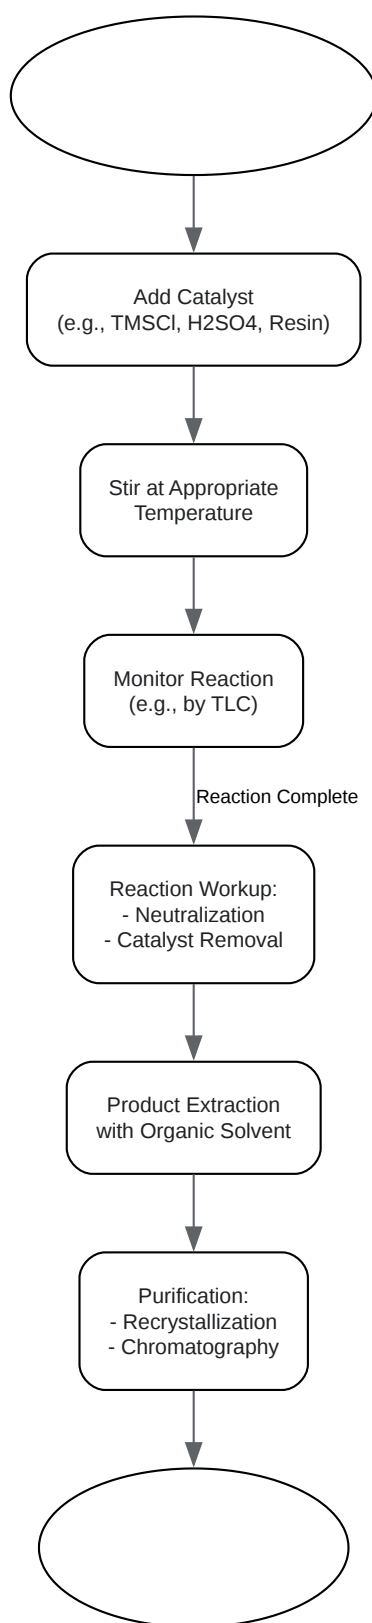 Add Catalyst
(e.g., TMSCl, H2SO4, Resin)
Stir at Appropriate
Temperature
Monitor Reaction
(e.g., by TLC)
Reaction Complete
Reaction Workup:
- Neutralization
- Catalyst Removal
Product Extraction
with Organic Solvent
Purification:
- Recrystallization
- Chromatography